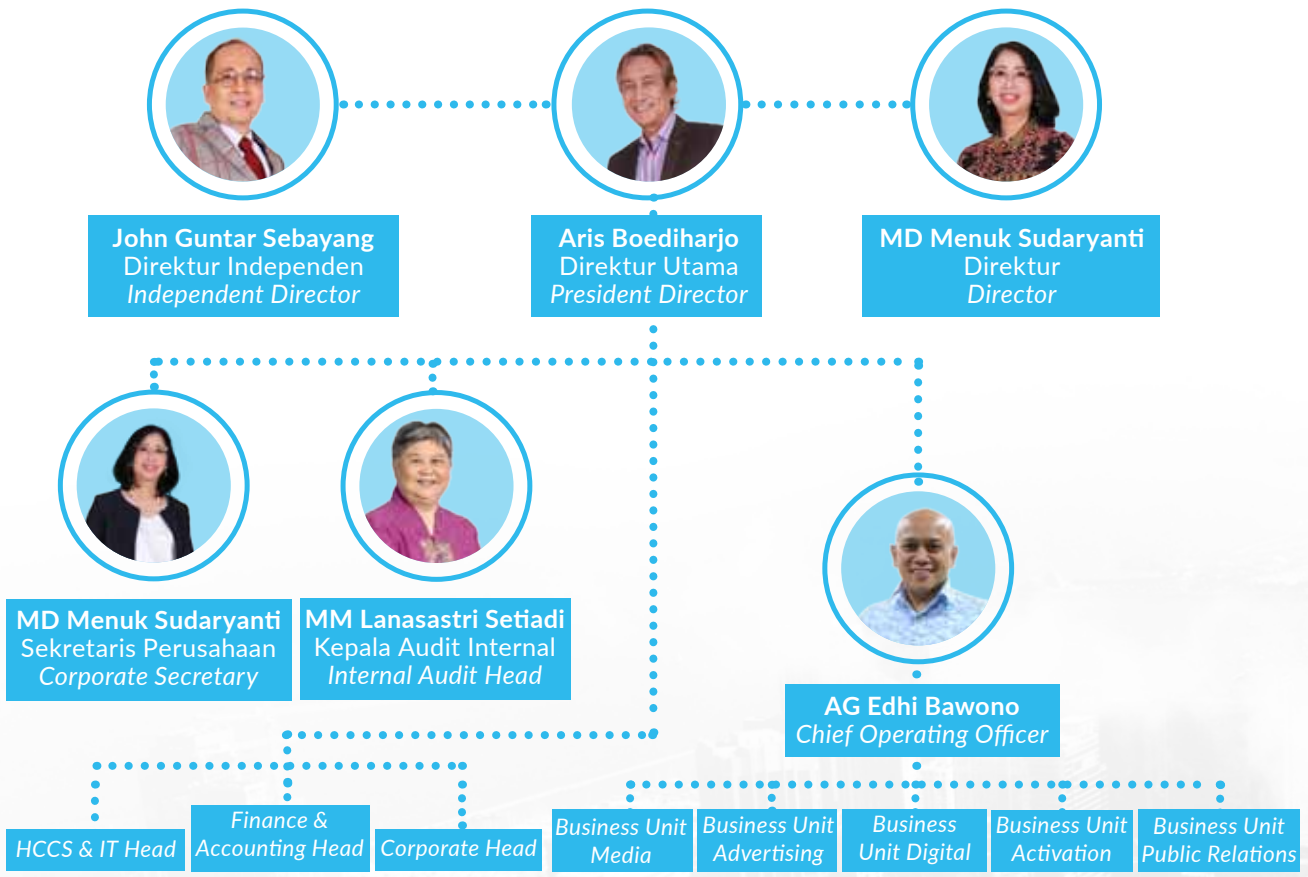 John Guntar Sebayang
Direktur Independen
Independent Director
Aris Boediharjo
Direktur Utama
President Director
MD Menuk Sudaryanti
Direktur
Director
MD Menuk Sudaryanti
Sekretaris Perusahaan
Corporate Secretary
MM Lanasastri Setiadi
Kepala Audit Internal
Internal Audit Head
AG Edhi Bawono
Chief Operating Officer
HCCS & IT Head
Finance &
Accounting Head
Corporate Head
Business Unit
Media
Business Unit
Advertising
Business
Unit Digital
Business Unit
Activation
Business Unit
Public Relations